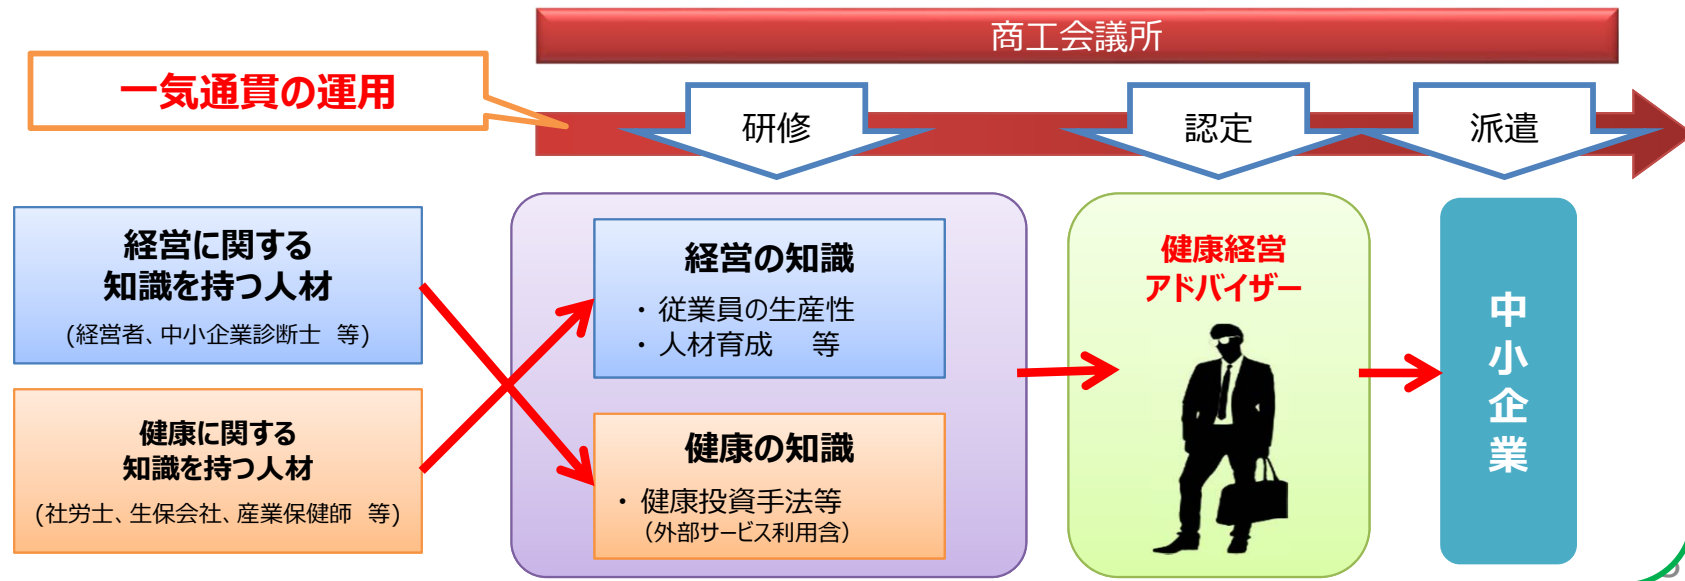 商工会議所
一気通貫の運用
研修
認定
派遣
経営に関する
知識を持つ人材
(経営者、中小企業診断士 等)
健康に関する
知識を持つ人材
(社労士、生保会社、産業保健師 等)
経営の知識
・ 従業員の生産性
・ 人材育成 等
健康の知識
・ 健康投資手法等
(外部サービス利用含)
健康経営
アドバイザー
中小企業